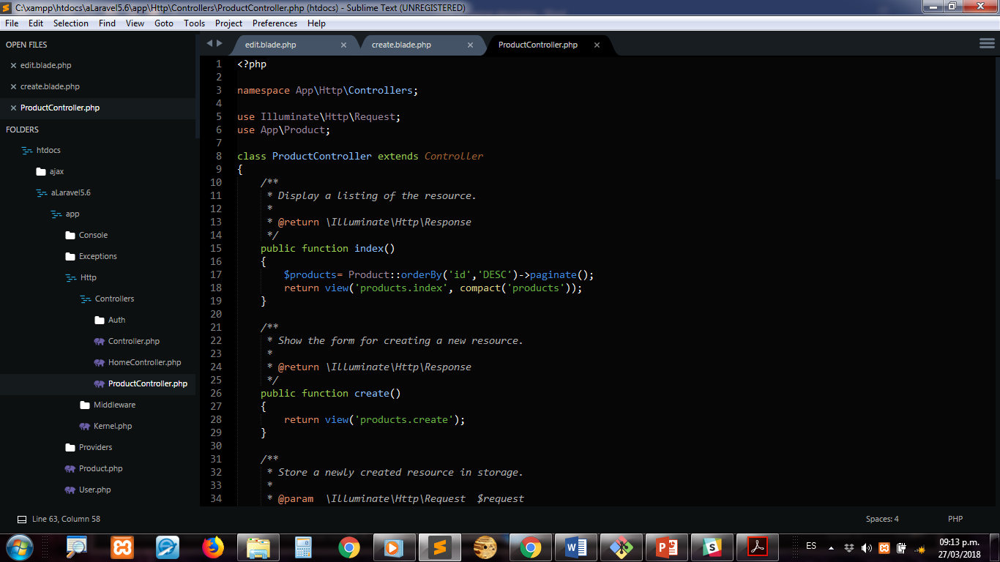 C:\xampp\htdocs\aLaravel5.6\app\Http\Controllers\ProductController.php (htdocs) - Sublime Text (UNREGISTERED)
File Edit Selection Find View Goto Tools Project Preferences Help
OPEN FILES
edit.blade.php
create.blade.php
ProductController.php
FOLDERS
htdocs
ajax
aLaravel5.6
app
Console
Exceptions
Http
Controllers
Auth
Controller.php
HomeController.php
ProductController.php
Middleware
Kernel.php
Providers
Product.php
User.php
edit.blade.php create.blade.php ProductController.php
1 <?php
2
3 namespace App\Http\Controllers;
4
5 use Illuminate\Http\Request;
6 use App\Product;
7
8 class ProductController extends Controller
9 {
10 /**
11 * Display a listing of the resource.
12 *
13 * @return \Illuminate\Http\Response
14 */
15 public function index()
16 {
17 $products= Product::orderBy('id','DESC')->paginate();
18 return view('products.index', compact('products'));
19 }
20
21 /**
22 * Show the form for creating a new resource.
23 *
24 * @return \Illuminate\Http\Response
25 */
26 public function create()
27 {
28 return view('products.create');
29 }
30
31 /**
32 * Store a newly created resource in storage.
33 *
34 * @param  \Illuminate\Http\Request  $request
Line 63, Column 58 Spaces: 4 PHP
ES 09:13 p.m.
27/03/2018